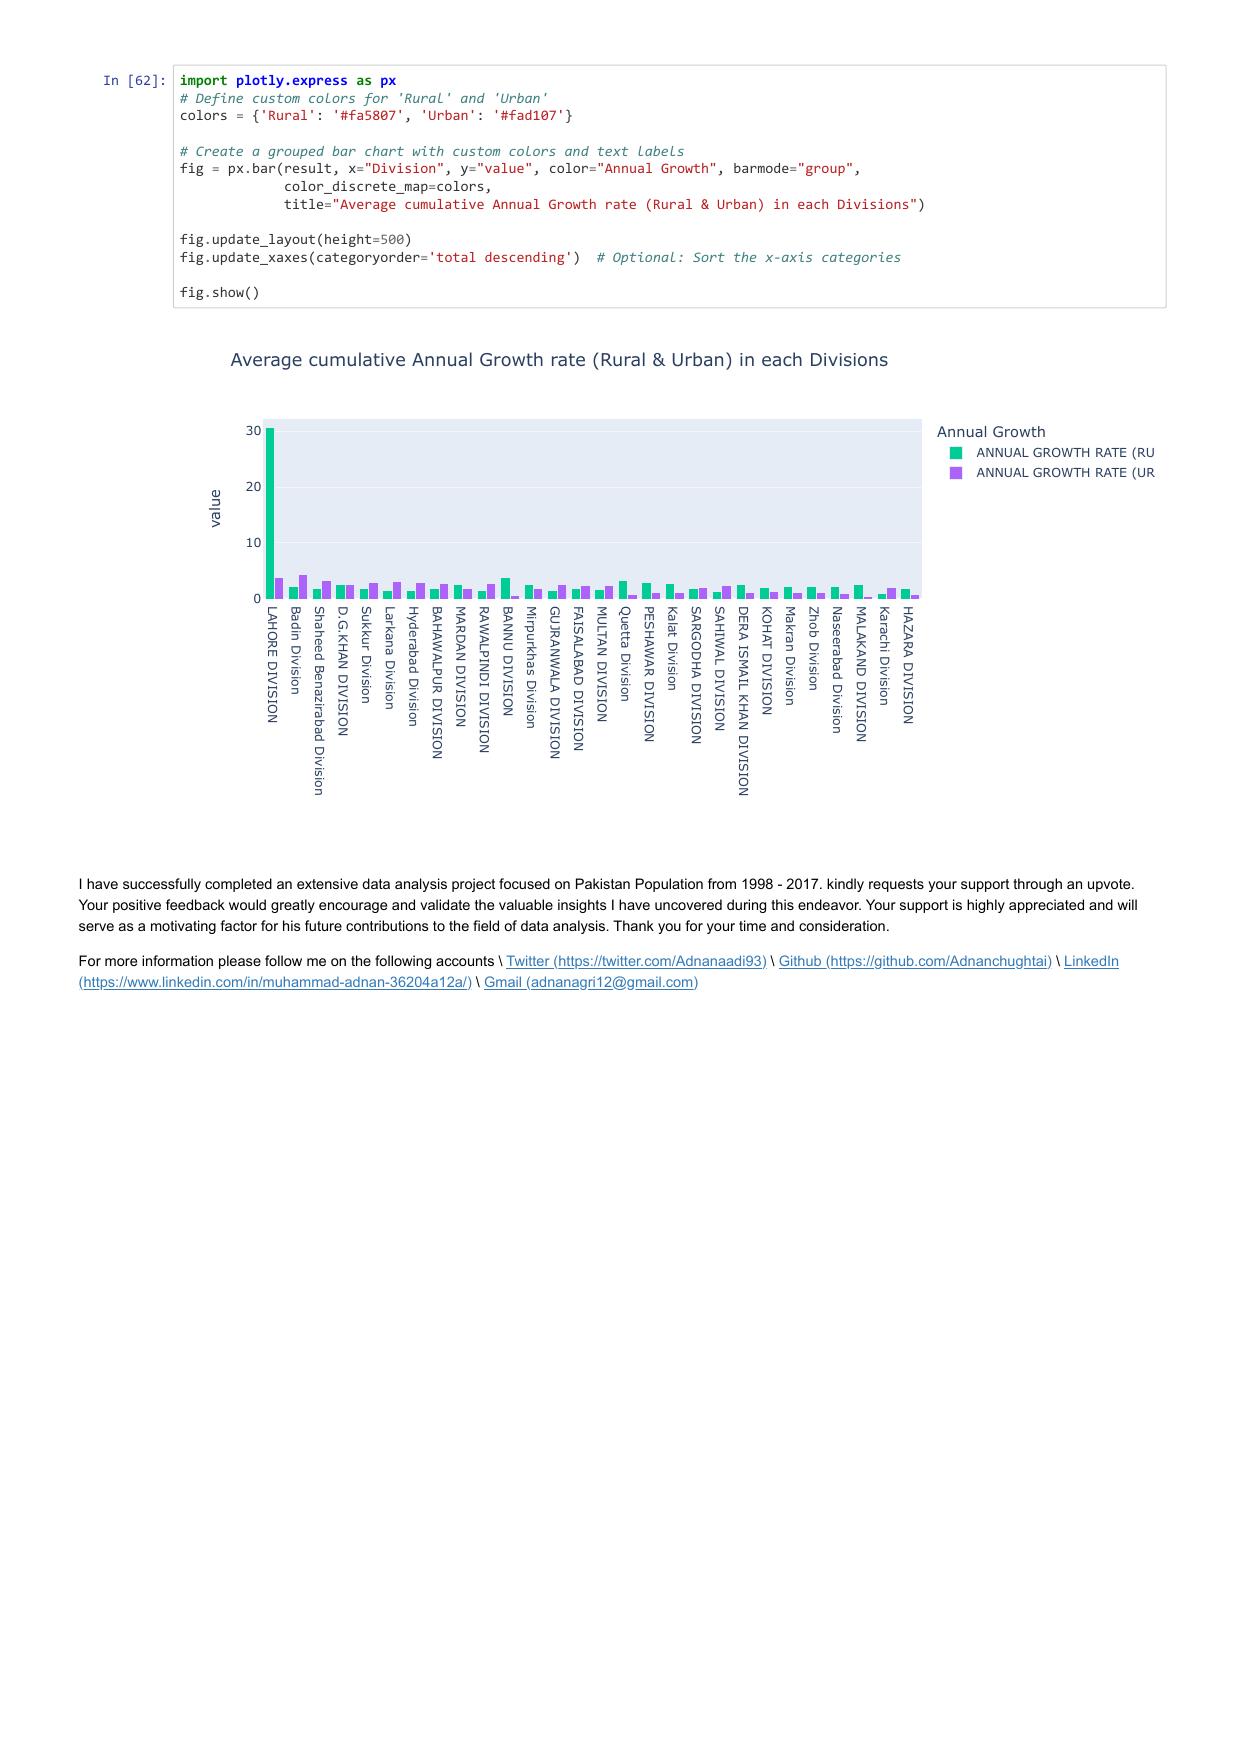 In [62]: import plotly.express as px
# Define custom colors for 'Rural' and 'Urban'
colors = {'Rural': '#fa5807', 'Urban': '#fad107'}
# Create a grouped bar chart with custom colors and text labels
fig = px.bar(result, x="Division", y="value", color="Annual Growth", barmode="group",
color_discrete_map=colors,
title="Average cumulative Annual Growth rate (Rural & Urban) in each Divisions")
fig.update_layout(height=500)
fig.update_xaxes(categoryorder='total descending')  # Optional: Sort the x-axis categories
fig.show()
Average cumulative Annual Growth rate (Rural & Urban) in each Divisions
30
20
10
0
value
Annual Growth
ANNUAL GROWTH RATE (RU
ANNUAL GROWTH RATE (UR
LAHORE DIVISION
Badin Division
Shaheed Benazirabad Division
D.G.KHAN DIVISION
Sukkur Division
Larkana Division
Hyderabad Division
BAHAWALPUR DIVISION
MARDAN DIVISION
RAWALPINDI DIVISION
BANNU DIVISION
Mirpurkhas Division
GUJRANWALA DIVISION
FAISALABAD DIVISION
MULTAN DIVISION
Quetta Division
PESHAWAR DIVISION
Kalat Division
SARGODHA DIVISION
SAHIWAL DIVISION
DERA ISMAIL KHAN DIVISION
KOHAT DIVISION
Makran Division
Zhob Division
Naseerabad Division
MALAKAND DIVISION
Karachi Division
HAZARA DIVISION
I have successfully completed an extensive data analysis project focused on Pakistan Population from 1998 - 2017. kindly requests your support through an upvote.
Your positive feedback would greatly encourage and validate the valuable insights I have uncovered during this endeavor. Your support is highly appreciated and will
serve as a motivating factor for his future contributions to the field of data analysis. Thank you for your time and consideration.
For more information please follow me on the following accounts \ Twitter (https://twitter.com/Adnanaadi93) \ Github (https://github.com/Adnanchughtai) \ LinkedIn
(https://www.linkedin.com/in/muhammad-adnan-36204a12a/) \ Gmail (adnanagri12@gmail.com)